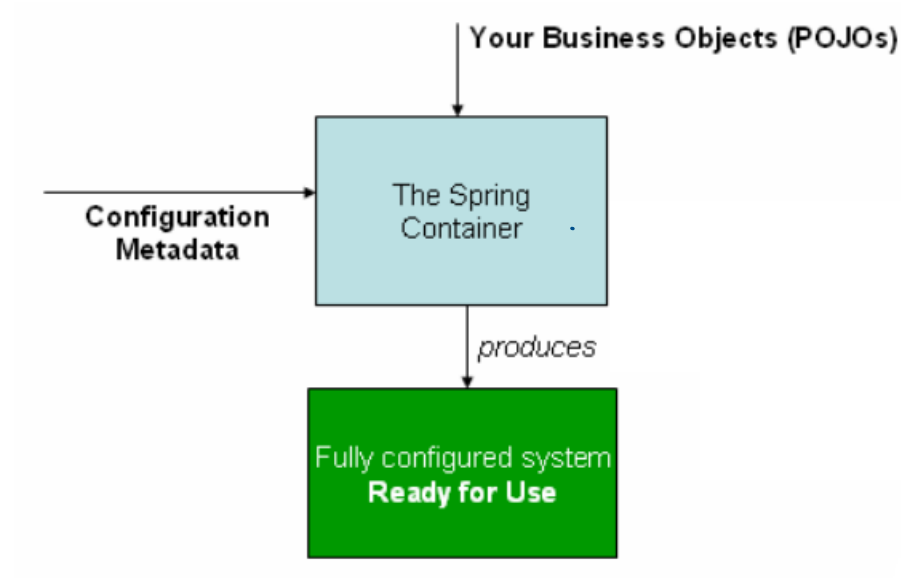 Your Business Objects (POJOs)
The Spring
Container
Configuration
Metadata
produces
Fully configured system
Ready for Use